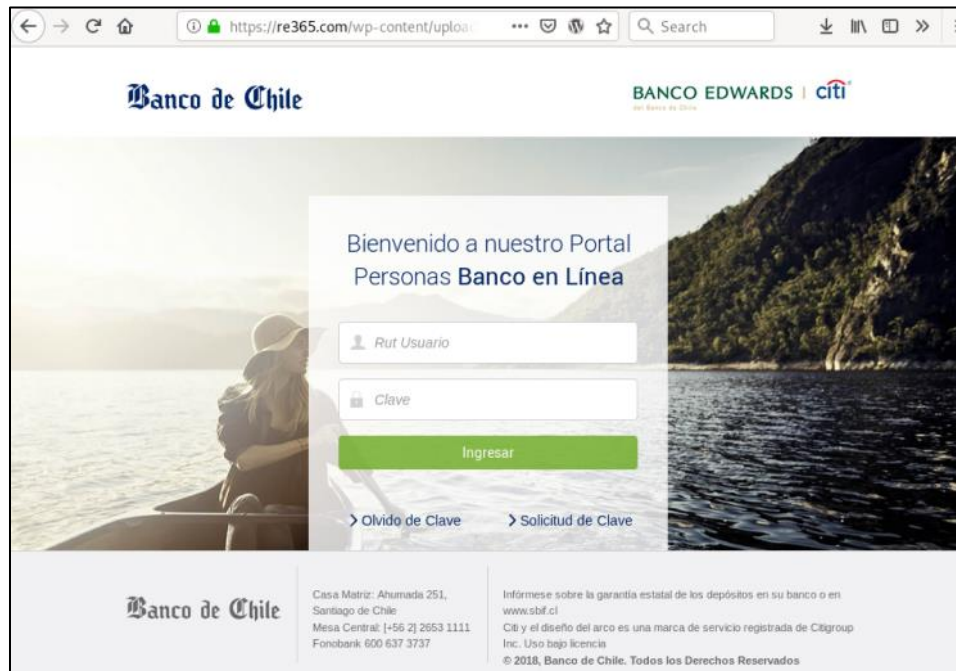 https://re365.com/wp-content/uploa
Search
Banco de Chile
BANCO EDWARDS | citi
del Banco de Chile
Bienvenido a nuestro Portal
Personas Banco en Línea
Rut Usuario
Clave
Ingresar
Olvido de Clave
Solicitud de Clave
Banco de Chile
Casa Matriz: Ahumada 251,
Santiago de Chile
Mesa Central: [+56 2] 2653 1111
Fonobank 600 637 3737
Infórmese sobre la garantía estatal de los depósitos en su banco o en
www.sbif.cl
Citi y el diseño del arco es una marca de servicio registrada de Citigroup
Inc. Uso bajo licencia
© 2018, Banco de Chile. Todos los Derechos Reservados